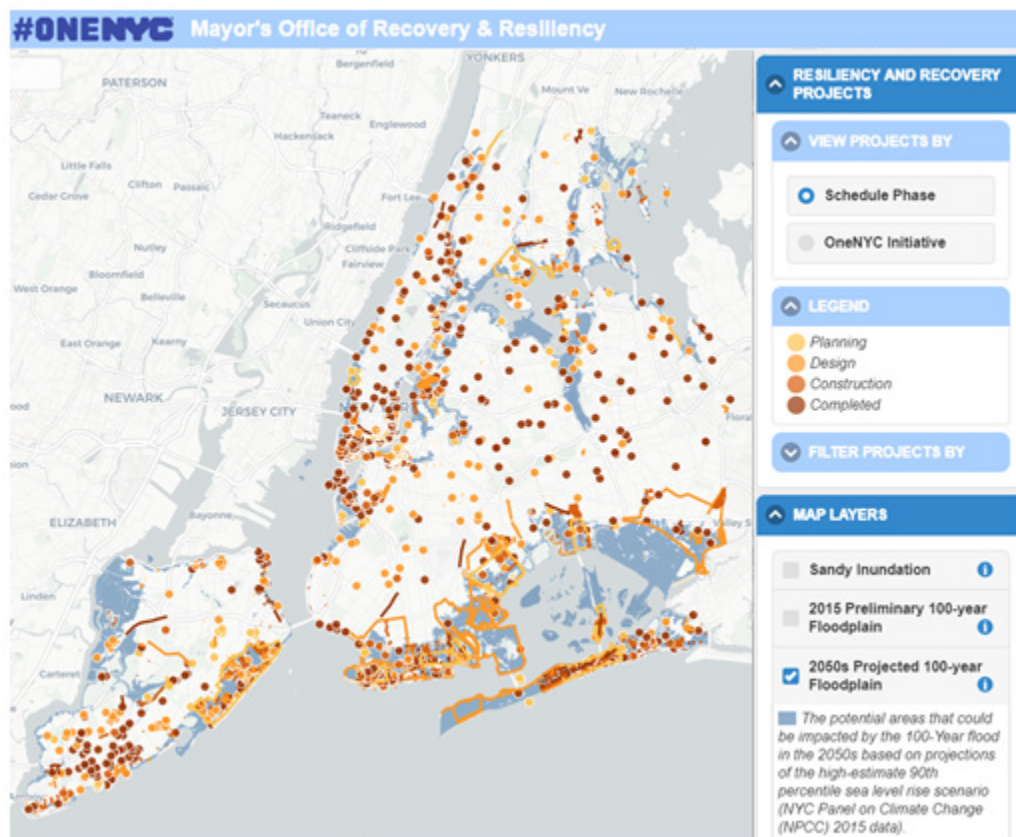 #ONENYC Mayor's Office of Recovery & Resiliency
YONKERS
Bergenfield
PATERSON
Mount Ve
New Rochelle
Teaneck
Englewood
Hackensack
Little Falls
Clifton
Passaic
Cedar Grove
Fort Lee
Ridgefield
Nutley
Cliffside Park
Fairview
Bloomfield
West Orange
Belleville
Secaucus
Union City
East Orange
Kearny
NEWARK
JERSEY CITY
Floral
ELIZABETH
Bayonne
Valley S
Linden
Carteret
RESILIENCY AND RECOVERY
PROJECTS
VIEW PROJECTS BY
Schedule Phase
OneNYC Initiative
LEGEND
Planning
Design
Construction
Completed
FILTER PROJECTS BY
MAP LAYERS
Sandy Inundation
2015 Preliminary 100-year
Floodplain
2050s Projected 100-year
Floodplain
The potential areas that could
be impacted by the 100-Year flood
in the 2050s based on projections
of the high-estimate 90th
percentile sea level rise scenario
(NYC Panel on Climate Change
(NPCC) 2015 data).